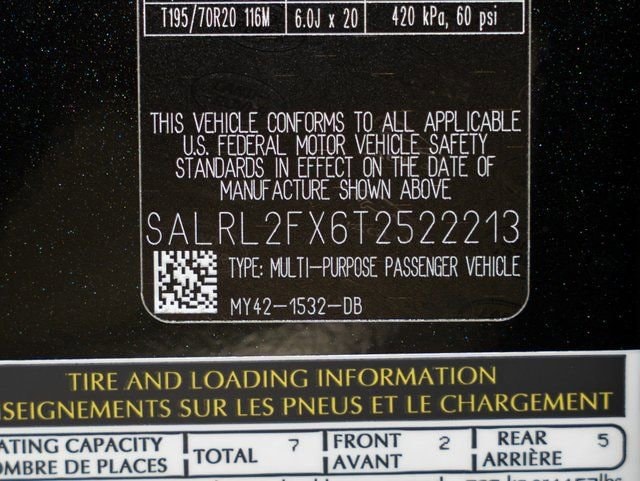 T195/70R20 116M 6.0J x 20 420 kPa, 60 psi
THIS VEHICLE CONFORMS TO ALL APPLICABLE
U.S. FEDERAL MOTOR VEHICLE SAFETY
STANDARDS IN EFFECT ON THE DATE OF
MANUFACTURE SHOWN ABOVE
SALRL2FX6T2522213
TYPE: MULTI-PURPOSE PASSENGER VEHICLE
MY42-1532-DB
TIRE AND LOADING INFORMATION
NSEIGNEMENTS SUR LES PNEUS ET LE CHARGEMENT
ATING CAPACITY TOTAL 7 FRONT 2 REAR 5
OMBRE DE PLACES AVANT ARRIÈRE